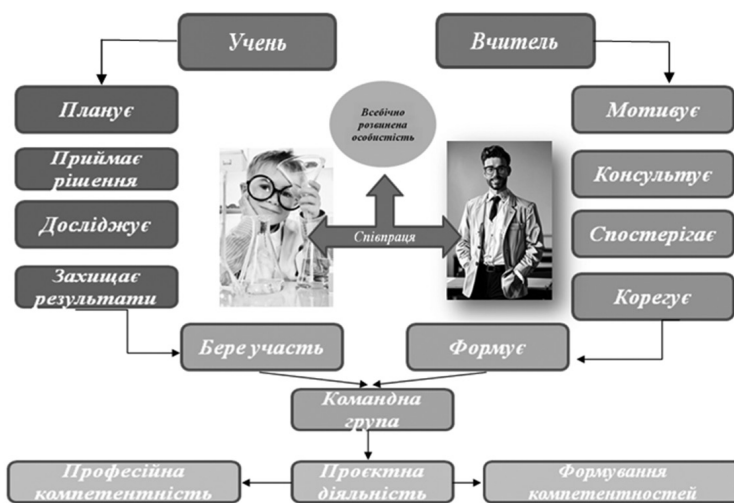 Учень
Вчитель
Планує
Приймає
рішення
Досліджує
Захищає
результати
Всебічно
розвинена
особистість
Співпраця
Мотивує
Консультує
Спостерігає
Корегує
Бере участь
Формує
Командна
група
Професійна
компетентність
Проєктна
діяльність
Формування
компетентностей